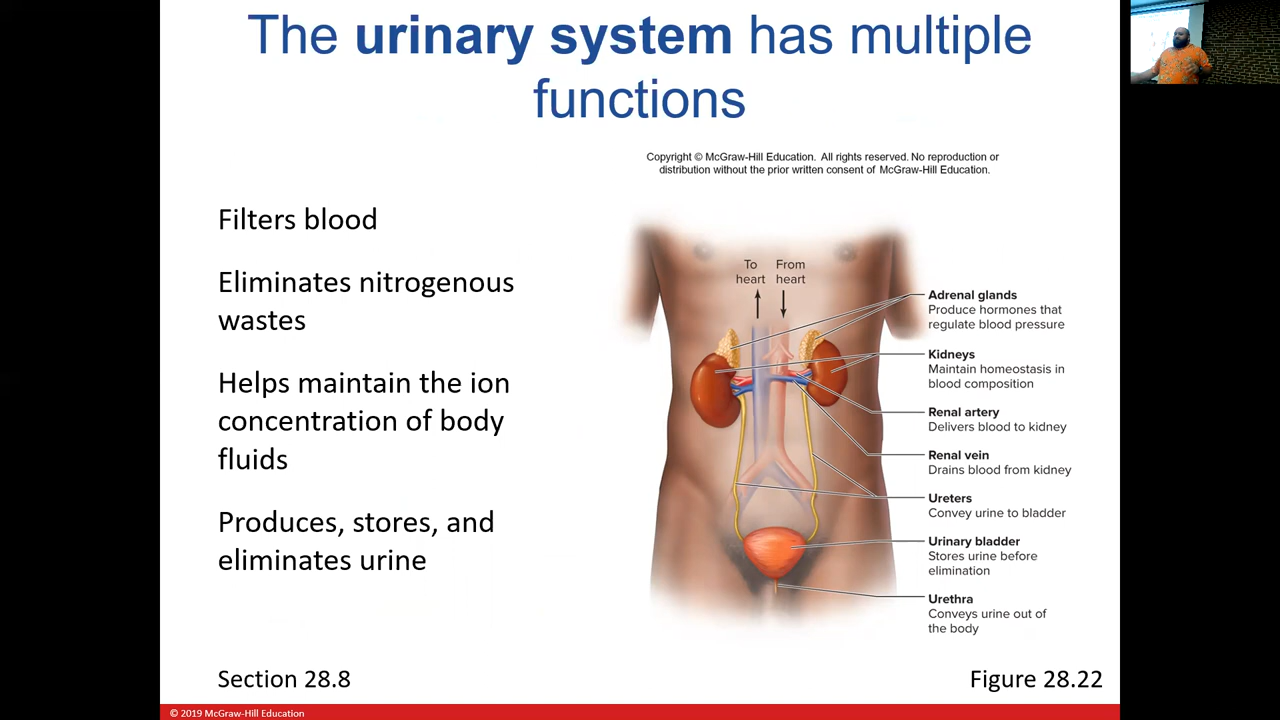 The urinary system has multiple
functions
Copyright © McGraw-Hill Education. All rights reserved. No reproduction or
distribution without the prior written consent of McGraw-Hill Education.
Filters blood
Eliminates nitrogenous
wastes
Helps maintain the ion
concentration of body
fluids
Produces, stores, and
eliminates urine
To
heart
From
heart
Adrenal glands
Produce hormones that
regulate blood pressure
Kidneys
Maintain homeostasis in
blood composition
Renal artery
Delivers blood to kidney
Renal vein
Drains blood from kidney
Ureters
Convey urine to bladder
Urinary bladder
Stores urine before
elimination
Urethra
Conveys urine out of
the body
Section 28.8
Figure 28.22
© 2019 McGraw-Hill Education